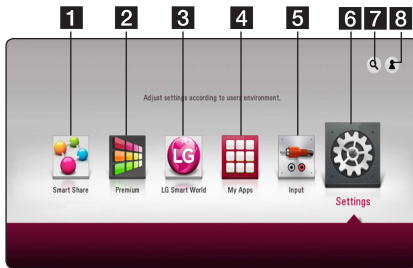 1 2 3 4 5 6 7 8
Adjust settings according to users environment.
LG
Smart Share Premium LG Smart World My Apps Input Settings